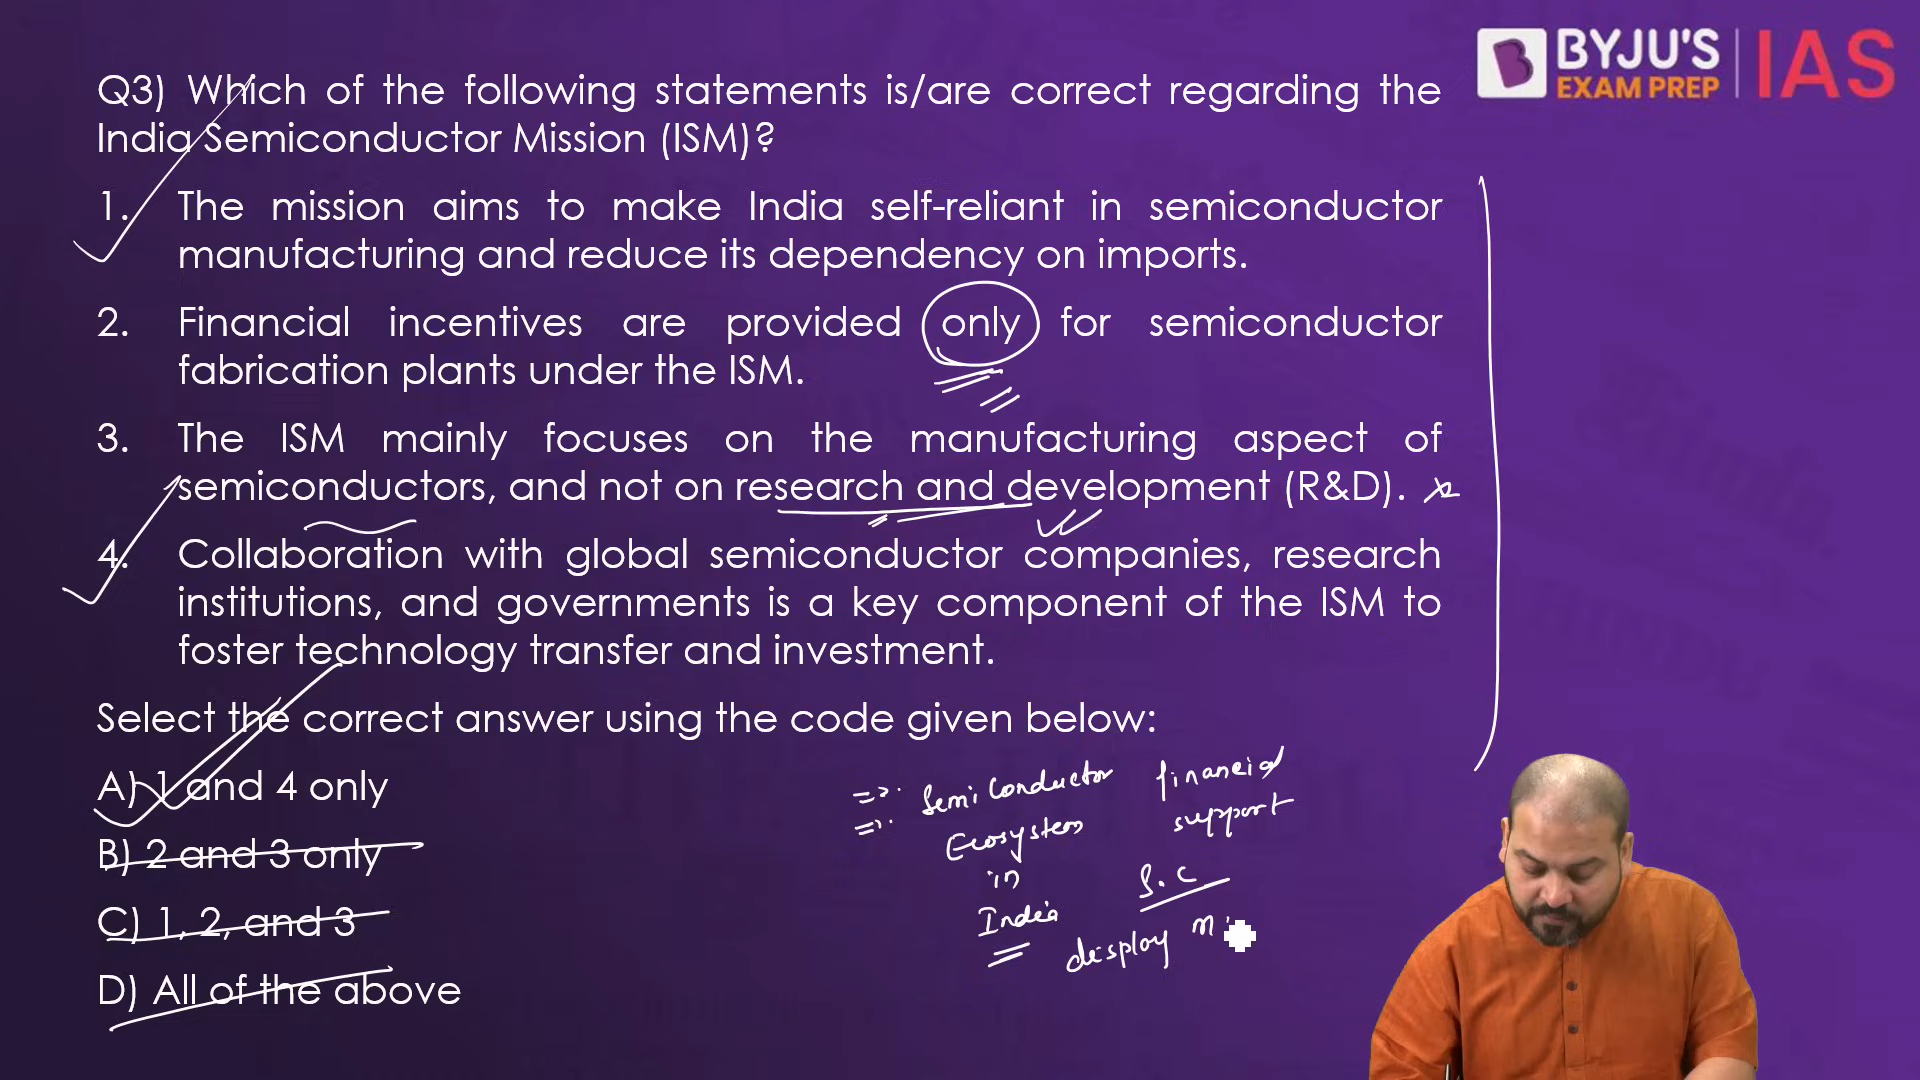 BYJU'S
EXAM PREP
IAS
Q3) Which of the following statements is/are correct regarding the
India Semiconductor Mission (ISM)?
1. The mission aims to make India self-reliant in semiconductor
manufacturing and reduce its dependency on imports.
2. Financial incentives are provided only for semiconductor
fabrication plants under the ISM.
3. The ISM mainly focuses on the manufacturing aspect of
semiconductors, and not on research and development (R&D).
4. Collaboration with global semiconductor companies, research
institutions, and governments is a key component of the ISM to
foster technology transfer and investment.
Select the correct answer using the code given below:
A) 1 and 4 only
B) 2 and 3 only
C) 1, 2, and 3
D) All of the above
Semi Conductor
Ecosystem
in
India
financial
support
S.C
display